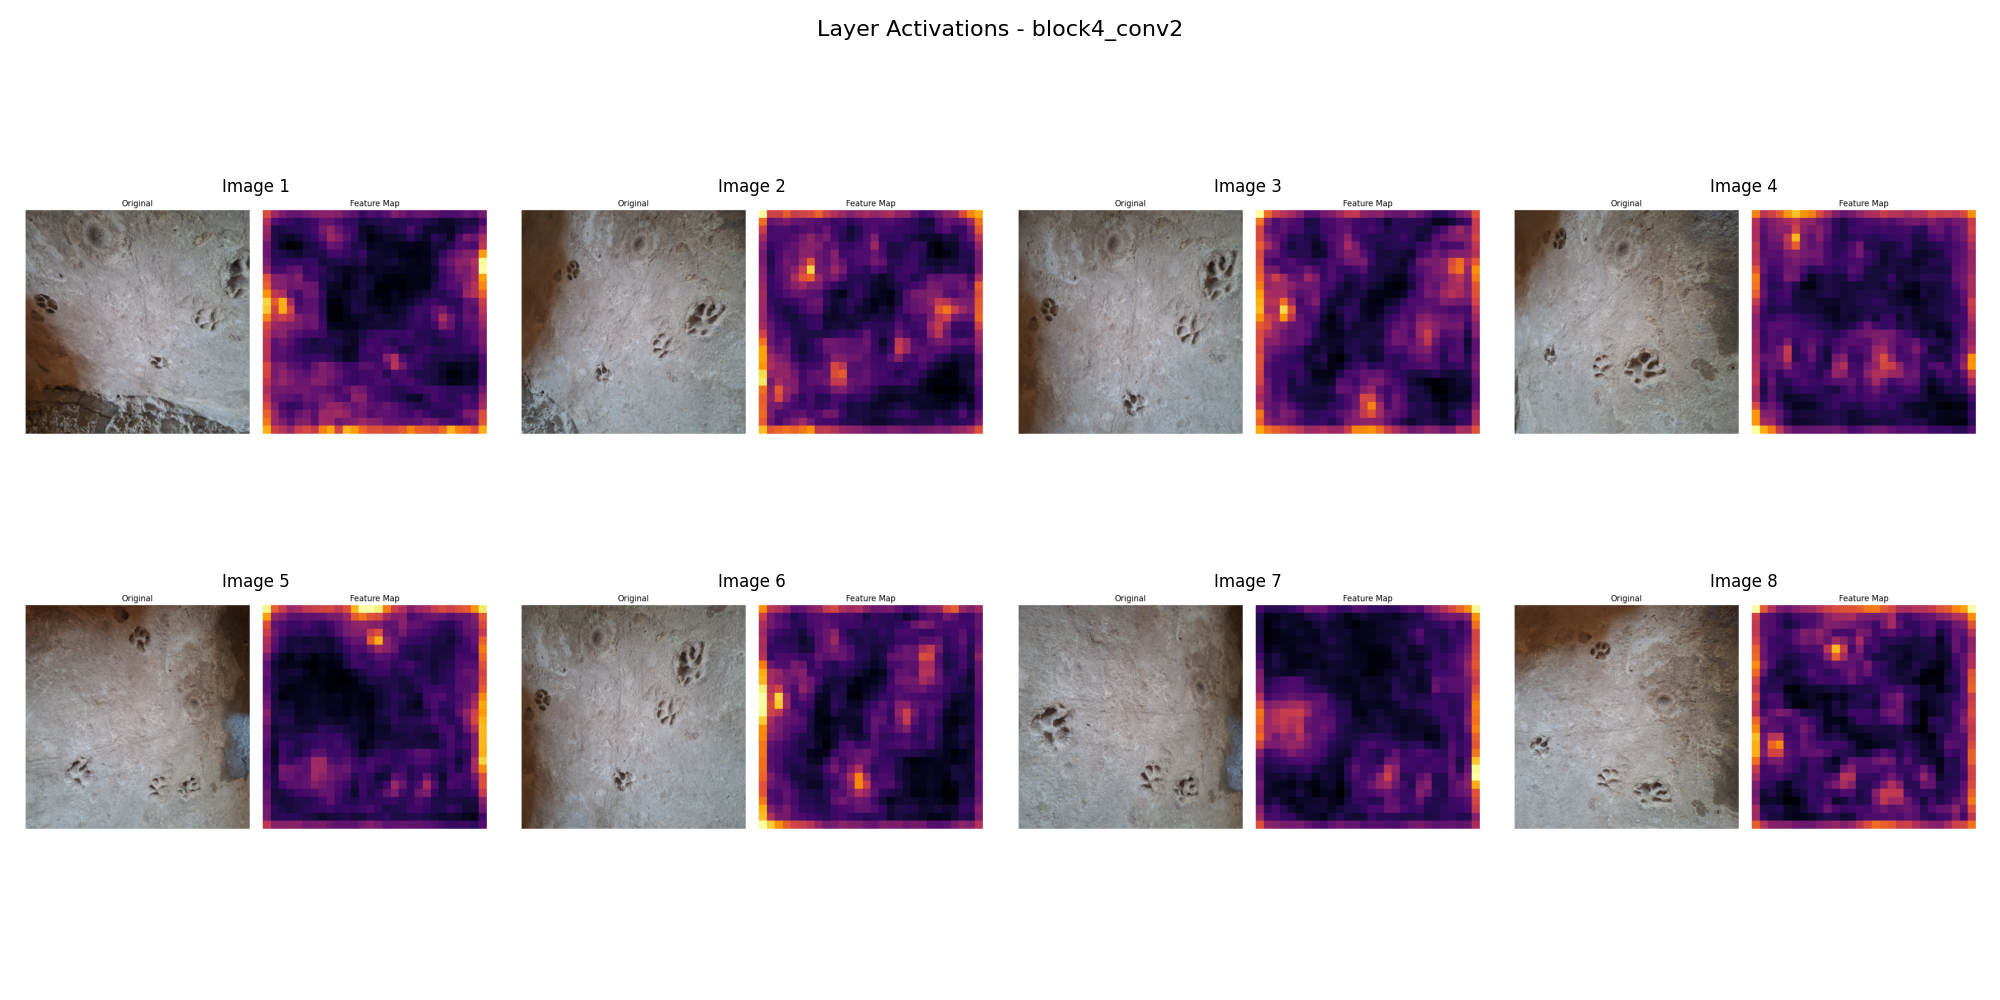 Layer Activations - block4_conv2
Image 1
Image 2
Image 3
Image 4
Original
Feature Map
Original
Feature Map
Original
Feature Map
Original
Feature Map
Image 5
Image 6
Image 7
Image 8
Original
Feature Map
Original
Feature Map
Original
Feature Map
Original
Feature Map